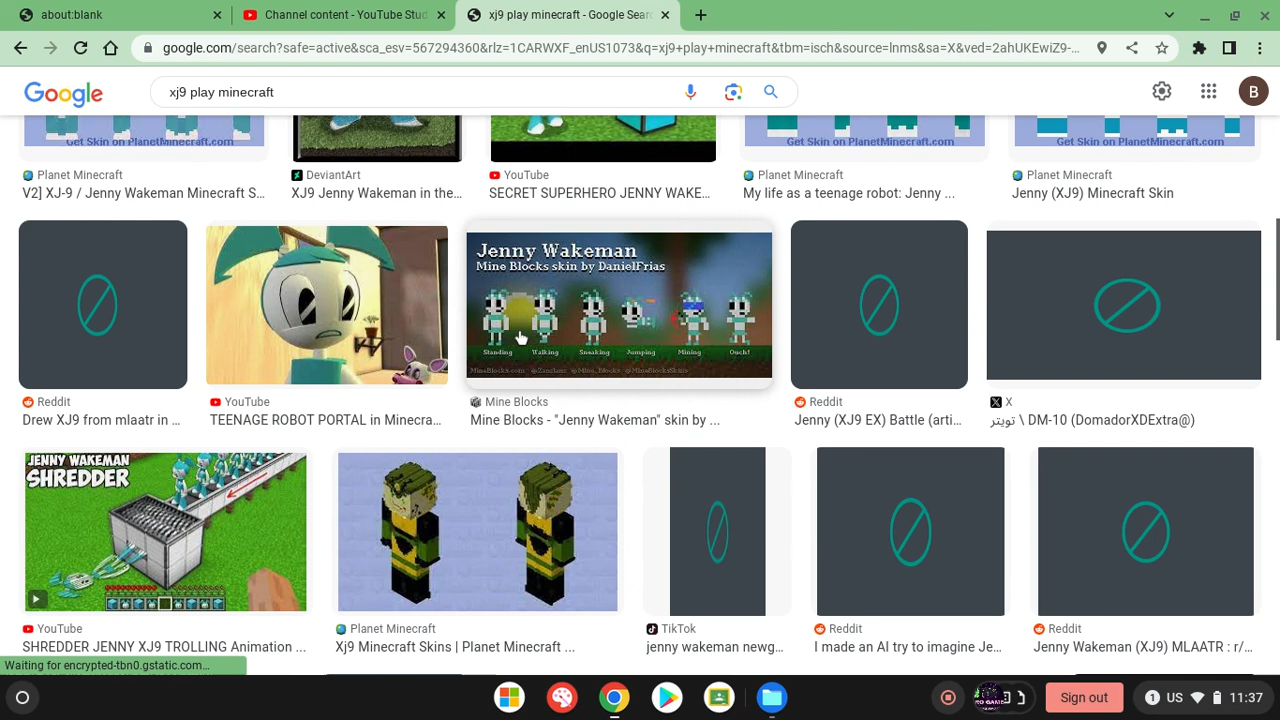 about:blank
Channel content - YouTube Stud
xj9 play minecraft - Google Sear
google.com/search?safe=active&sca_esv=567294360&rlz=1CARWXF_enUS1073&q=xj9+play+minecraft&tbm=isch&source=lnms&sa=X&ved=2ahUKEwiZ9-...
Google
xj9 play minecraft
B
Get Skin on PlanetMinecraft.com
Get Skin on PlanetMinecraft.com
Get Skin on PlanetMinecraft.com
Planet Minecraft
V2] XJ-9 / Jenny Wakeman Minecraft S...
DeviantArt
XJ9 Jenny Wakeman in the...
YouTube
SECRET SUPERHERO JENNY WAKE...
Planet Minecraft
My life as a teenage robot: Jenny ...
Planet Minecraft
Jenny (XJ9) Minecraft Skin
Jenny Wakeman
Mine Blocks skin by DanielFrias
Standing Walking Sneaking Jumping Mining Ouch!
MineBlocks.com @Zanzlanz @Mine_Blocks @MineBlocksSkins
Reddit
Drew XJ9 from mlaatr in ...
YouTube
TEENAGE ROBOT PORTAL in Minecra...
Mine Blocks
Mine Blocks - "Jenny Wakeman" skin by ...
Reddit
Jenny (XJ9 EX) Battle (arti...
X
تويتر \ DM-10 (DomadorXDExtra@)
JENNY WAKEMAN
SHREDDER
YouTube
SHREDDER JENNY XJ9 TROLLING Animation ...
Planet Minecraft
Xj9 Minecraft Skins | Planet Minecraft ...
TikTok
jenny wakeman newg...
Reddit
I made an AI try to imagine Je...
Reddit
Jenny Wakeman (XJ9) MLAATR : r/...
Waiting for encrypted-tbn0.gstatic.com...
Sign out
1 US 11:37